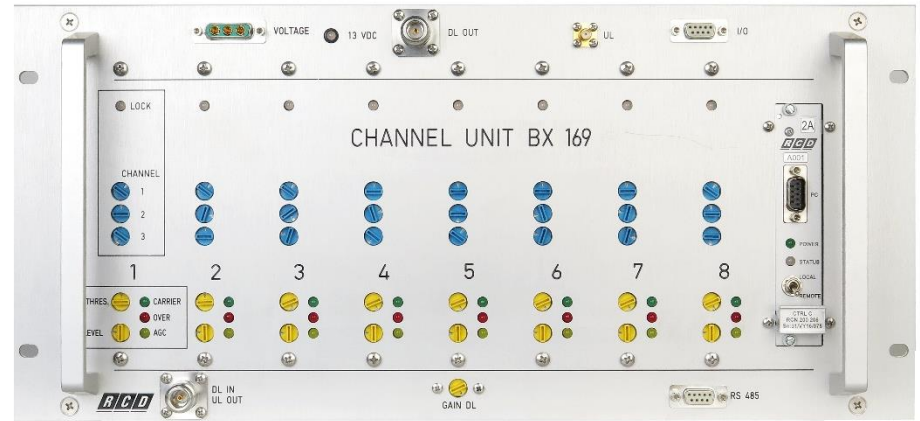 VOLTAGE
13 VDC
DL OUT
UL
I/O
LOCK
CHANNEL UNIT BX 169
2A
RCD
A001
PC
CHANNEL
1
2
3
POWER
STATUS
LOCAL
REMOTE
1 2 3 4 5 6 7 8
THRES. CARRIER
OVER
LEVEL AGC
CTRL C
RCD
DL IN
UL OUT
GAIN DL
RS 485